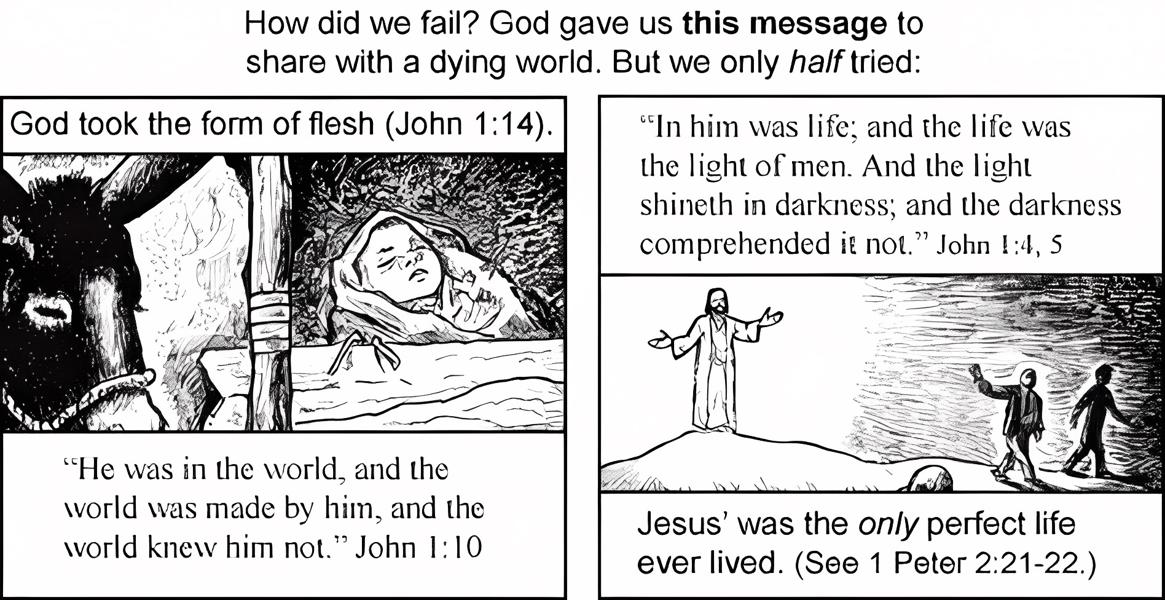 How did we fail? God gave us this message to
share with a dying world. But we only half tried:
God took the form of flesh (John 1:14).
“He was in the world, and the
world was made by him, and the
world knew him not.” John 1:10
“In him was life; and the life was
the light of men. And the light
shineth in darkness; and the darkness
comprehended it not.” John 1:4, 5
Jesus’ was the only perfect life
ever lived. (See 1 Peter 2:21-22.)